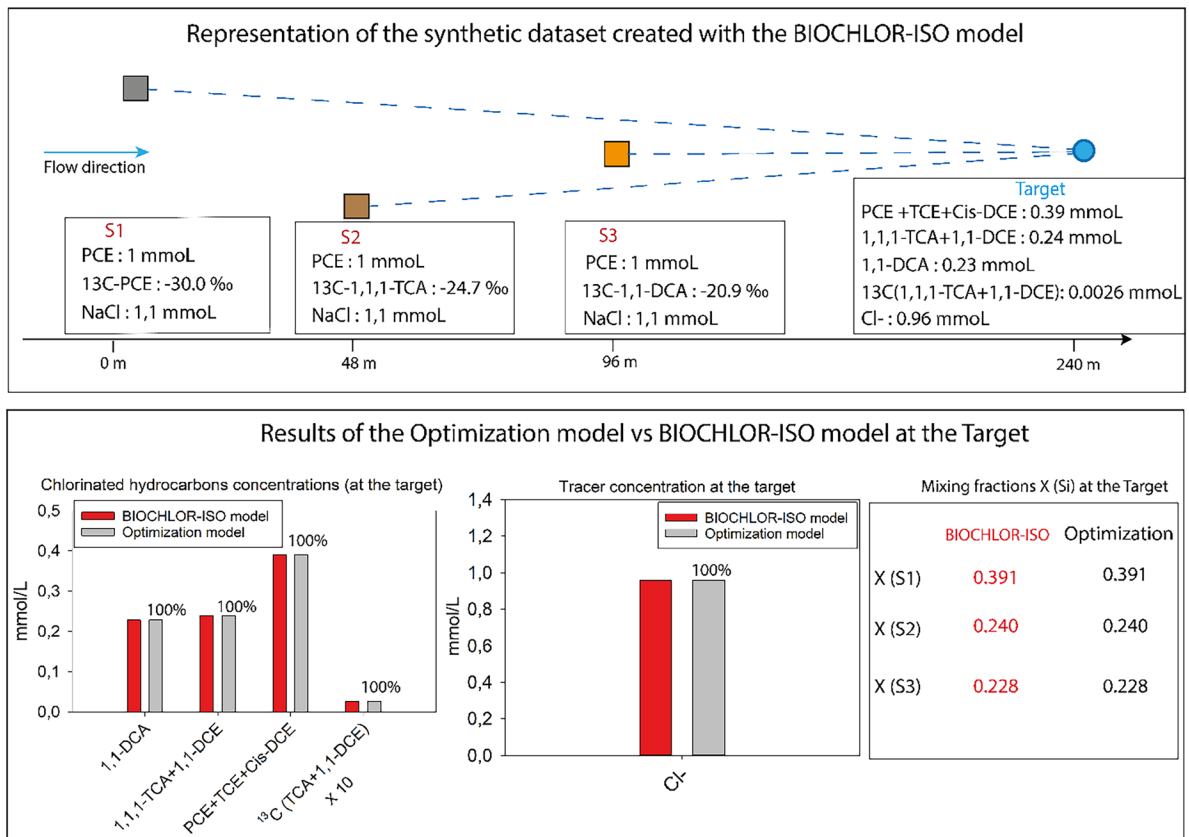 Representation of the synthetic dataset created with the BIOCHLOR-ISO model
Flow direction
S1
PCE : 1 mmoL
13C-PCE : -30.0 ‰
NaCl : 1,1 mmoL
S2
PCE : 1 mmoL
13C-1,1,1-TCA : -24.7 ‰
NaCl : 1,1 mmoL
S3
PCE : 1 mmoL
13C-1,1-DCA : -20.9 ‰
NaCl : 1,1 mmoL
Target
PCE +TCE+Cis-DCE : 0.39 mmoL
1,1,1-TCA+1,1-DCE : 0.24 mmoL
1,1-DCA : 0.23 mmoL
13C(1,1,1-TCA+1,1-DCE): 0.0026 mmoL
Cl- : 0.96 mmoL
0 m
48 m
96 m
240 m
Results of the Optimization model vs BIOCHLOR-ISO model at the Target
Chlorinated hydrocarbons concentrations (at the target)
BIOCHLOR-ISO model
Optimization model
mmol/L
0,5
0,4
0,3
0,2
0,1
0,0
100%
100%
100%
100%
1,1-DCA
1,1,1-TCA+1,1-DCE
PCE+TCE+Cis-DCE
¹³C (TCA+1,1-DCE)
X 10
Tracer concentration at the target
BIOCHLOR-ISO model
Optimization model
mmol/L
1,4
1,2
1,0
0,8
0,6
0,4
0,2
0,0
100%
Cl-
Mixing fractions X (Si) at the Target
BIOCHLOR-ISO Optimization
X (S1) 0.391 0.391
X (S2) 0.240 0.240
X (S3) 0.228 0.228